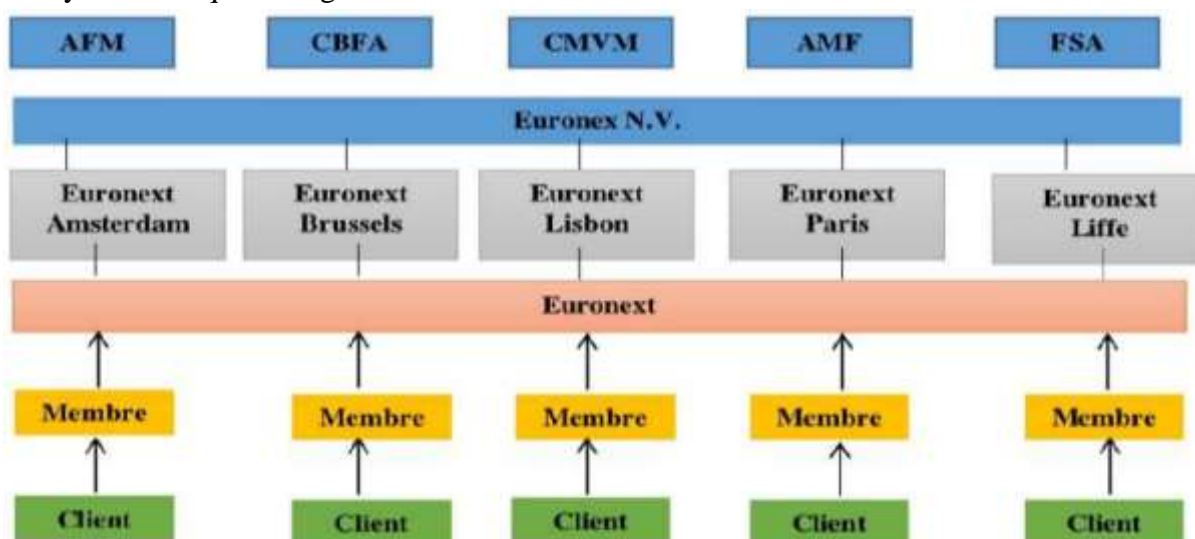 AFM
CBFA
CMVM
AMF
FSA
Euronex N.V.
Euronext
Amsterdam
Euronext
Brussels
Euronext
Lisbon
Euronext
Paris
Euronext
Liffe
Euronext
Membre
Membre
Membre
Membre
Membre
Client
Client
Client
Client
Client